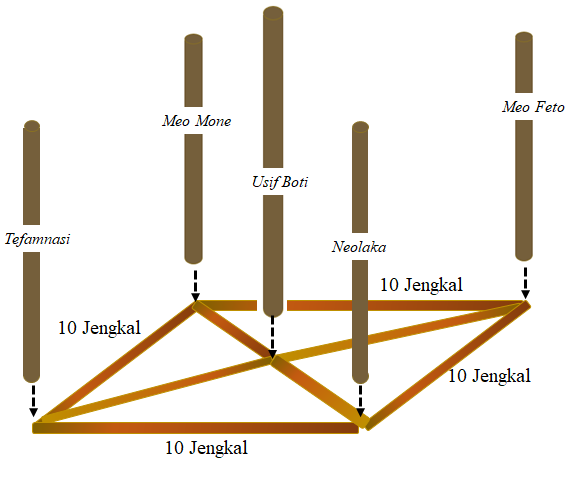 Meo Feto
Meo Mone
Usif Boti
Tefamnasi
Neolaka
10 Jengkal
10 Jengkal
10 Jengkal
10 Jengkal